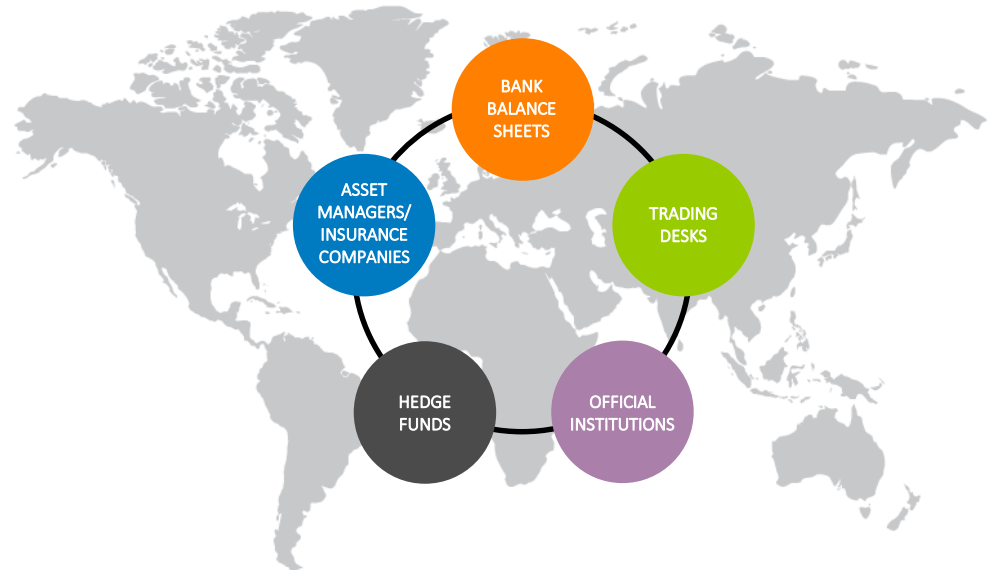 BANK
BALANCE
SHEETS
TRADING
DESKS
OFFICIAL
INSTITUTIONS
HEDGE
FUNDS
ASSET
MANAGERS/
INSURANCE
COMPANIES